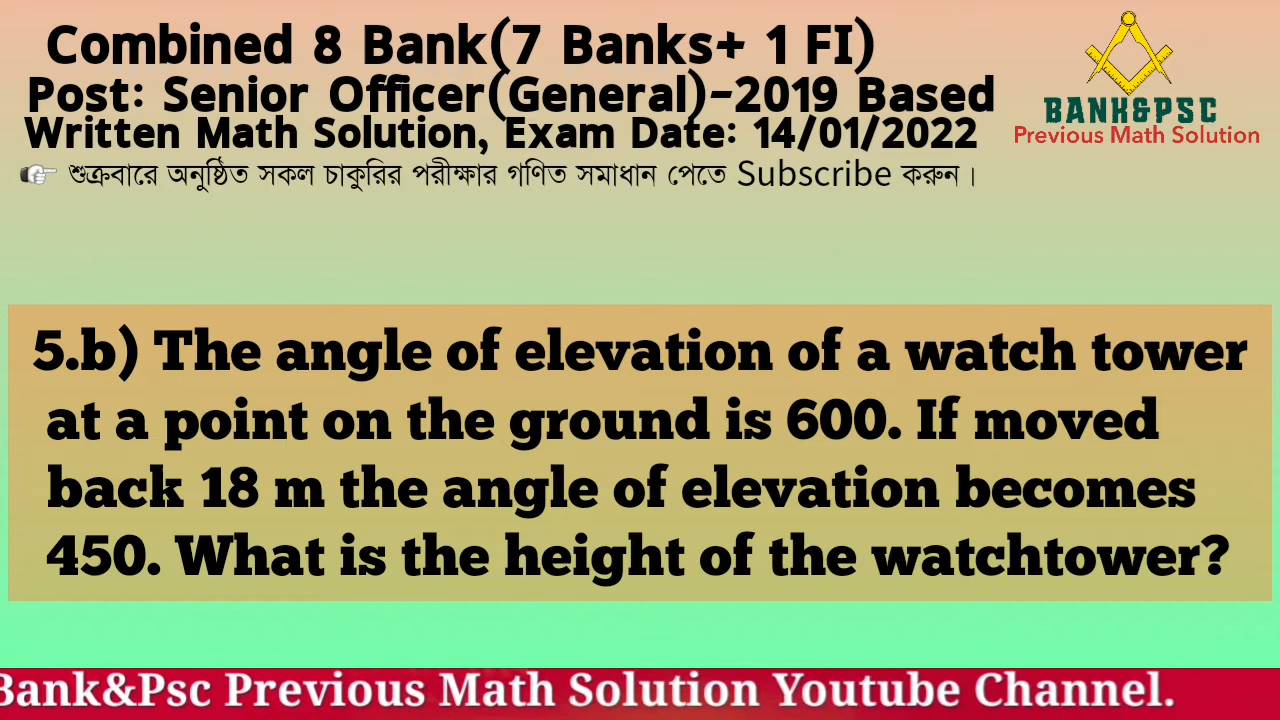 Combined 8 Bank(7 Banks+ 1 FI)
Post: Senior Officer(General)-2019 Based
Written Math Solution, Exam Date: 14/01/2022
শুক্রবারে অনুষ্ঠিত সকল চাকুরির পরীক্ষার গণিত সমাধান পেতে Subscribe করুন।
BANK&PSC
Previous Math Solution
5.b) The angle of elevation of a watch tower
at a point on the ground is 600. If moved
back 18 m the angle of elevation becomes
450. What is the height of the watchtower?
Bank&Psc Previous Math Solution Youtube Channel.